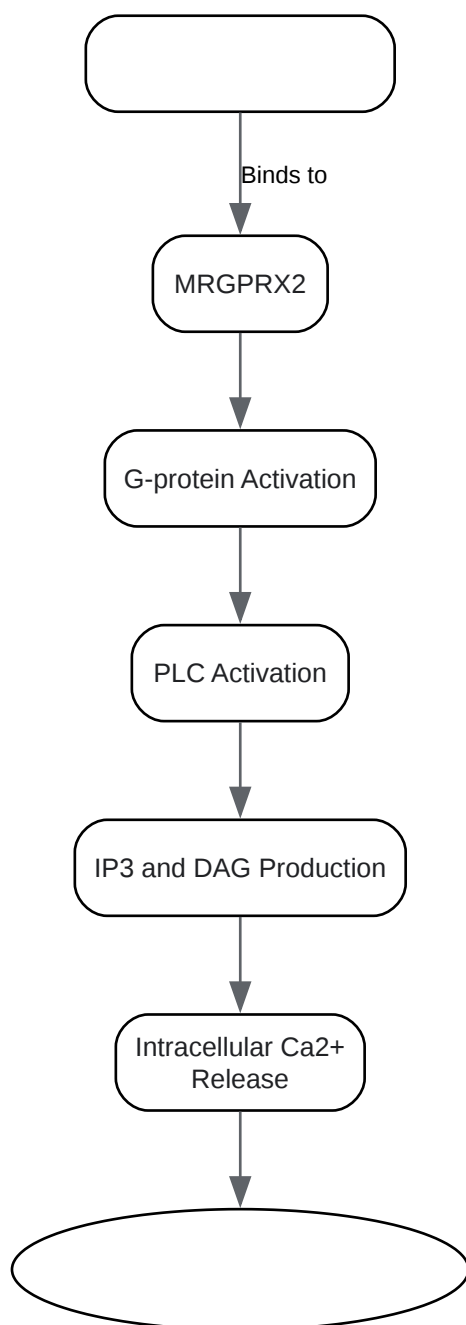 Binds to
MRGPRX2
G-protein Activation
PLC Activation
IP3 and DAG Production
Intracellular Ca2+
Release